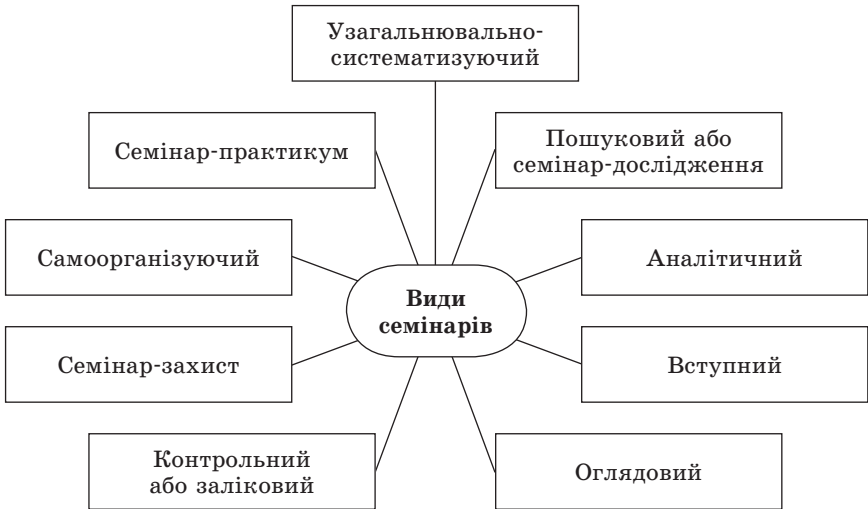 Узагальнювально-
систематизуючий
Семінар-практикум
Пошуковий або
семінар-дослідження
Самоорганізуючий
Аналітичний
Види
семінарів
Семінар-захист
Вступний
Контрольний
або заліковий
Оглядовий